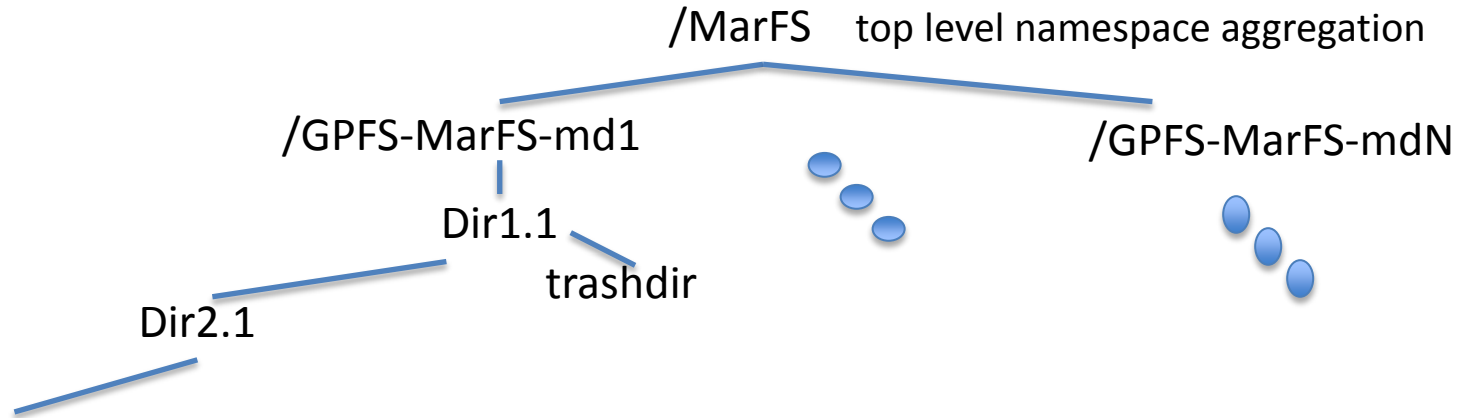 /MarFS top level namespace aggregation
/GPFS-MarFS-md1
/GPFS-MarFS-mdN
Dir1.1
trashdir
Dir2.1